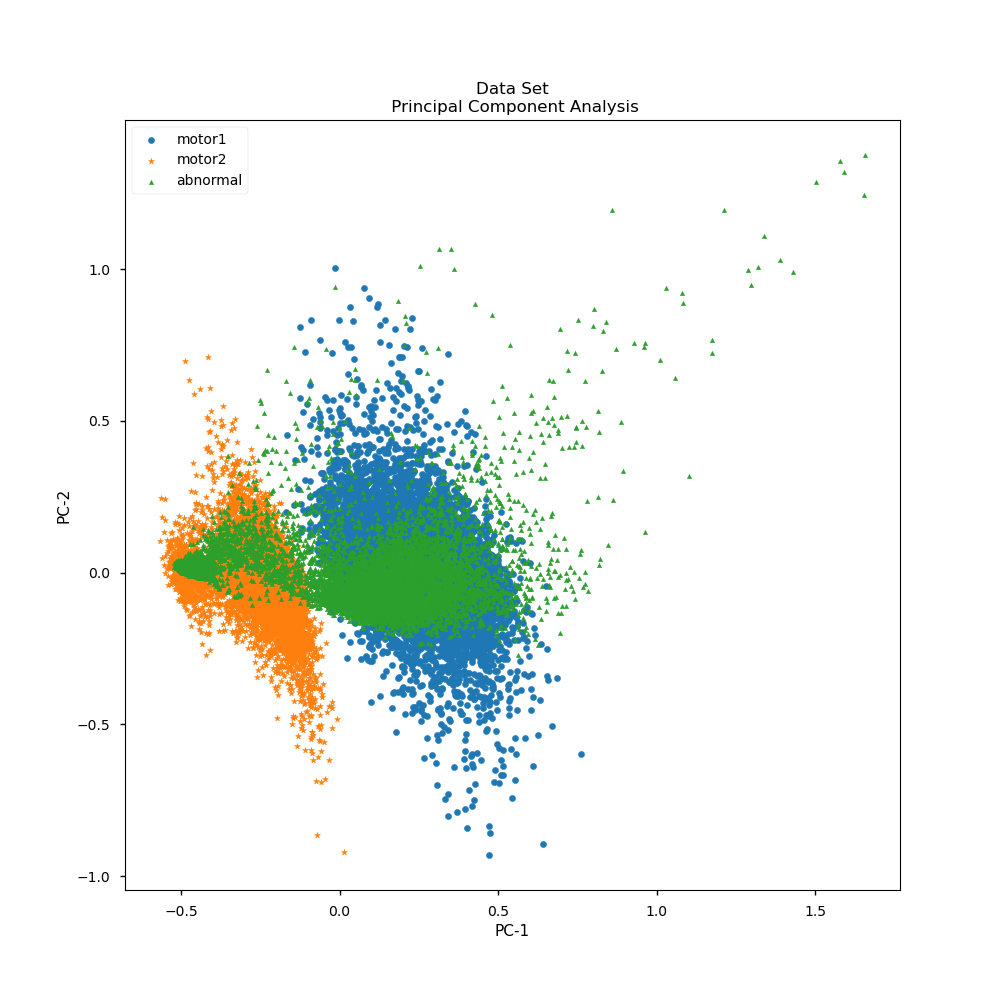 Data Set
Principal Component Analysis
motor1
motor2
abnormal
1.0
0.5
0.0
−0.5
−1.0
PC-2
−0.5
0.0
0.5
1.0
1.5
PC-1